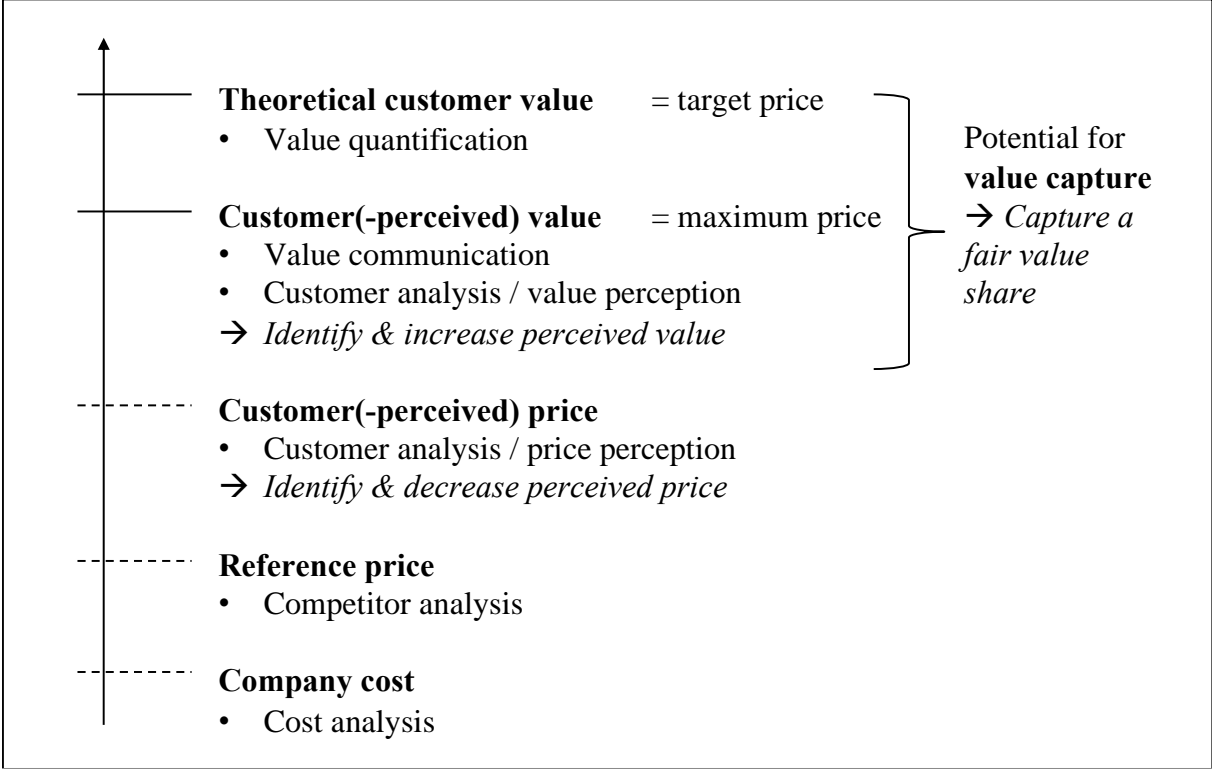 Theoretical customer value = target price
• Value quantification
Customer(-perceived) value = maximum price
• Value communication
• Customer analysis / value perception
→ Identify & increase perceived value
Customer(-perceived) price
• Customer analysis / price perception
→ Identify & decrease perceived price
Reference price
• Competitor analysis
Company cost
• Cost analysis
Potential for
value capture
→ Capture a
fair value
share